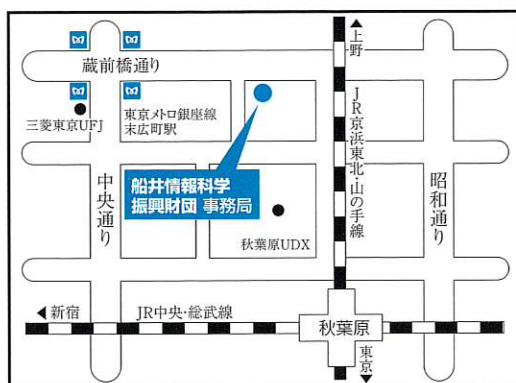 ▲上野
蔵前橋通り
三菱東京UFJ
東京メトロ銀座線
末広町駅
JR京浜東北・山の手線
船井情報科学
振興財団 事務局
中央通り
昭和通り
秋葉原UDX
◀新宿
JR中央・総武線
秋葉原
東京▼